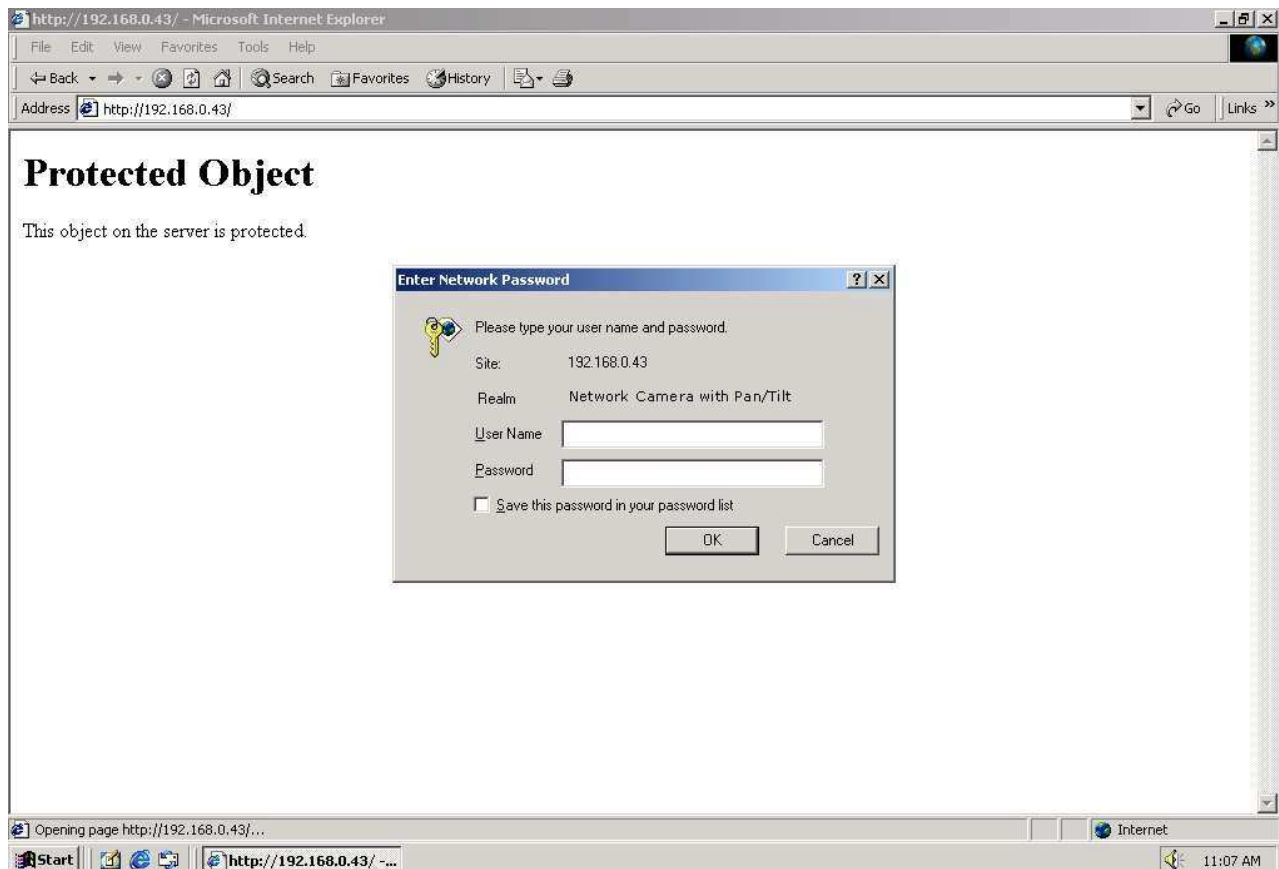 http://192.168.0.43/ - Microsoft Internet Explorer
File Edit View Favorites Tools Help
Back Search Favorites History
Address http://192.168.0.43/ Go Links »
Protected Object
This object on the server is protected.
Enter Network Password
Please type your user name and password.
Site: 192.168.0.43
Realm Network Camera with Pan/Tilt
User Name
Password
Save this password in your password list
OK Cancel
Opening page http://192.168.0.43/... Internet
Start http://192.168.0.43/ -... 11:07 AM